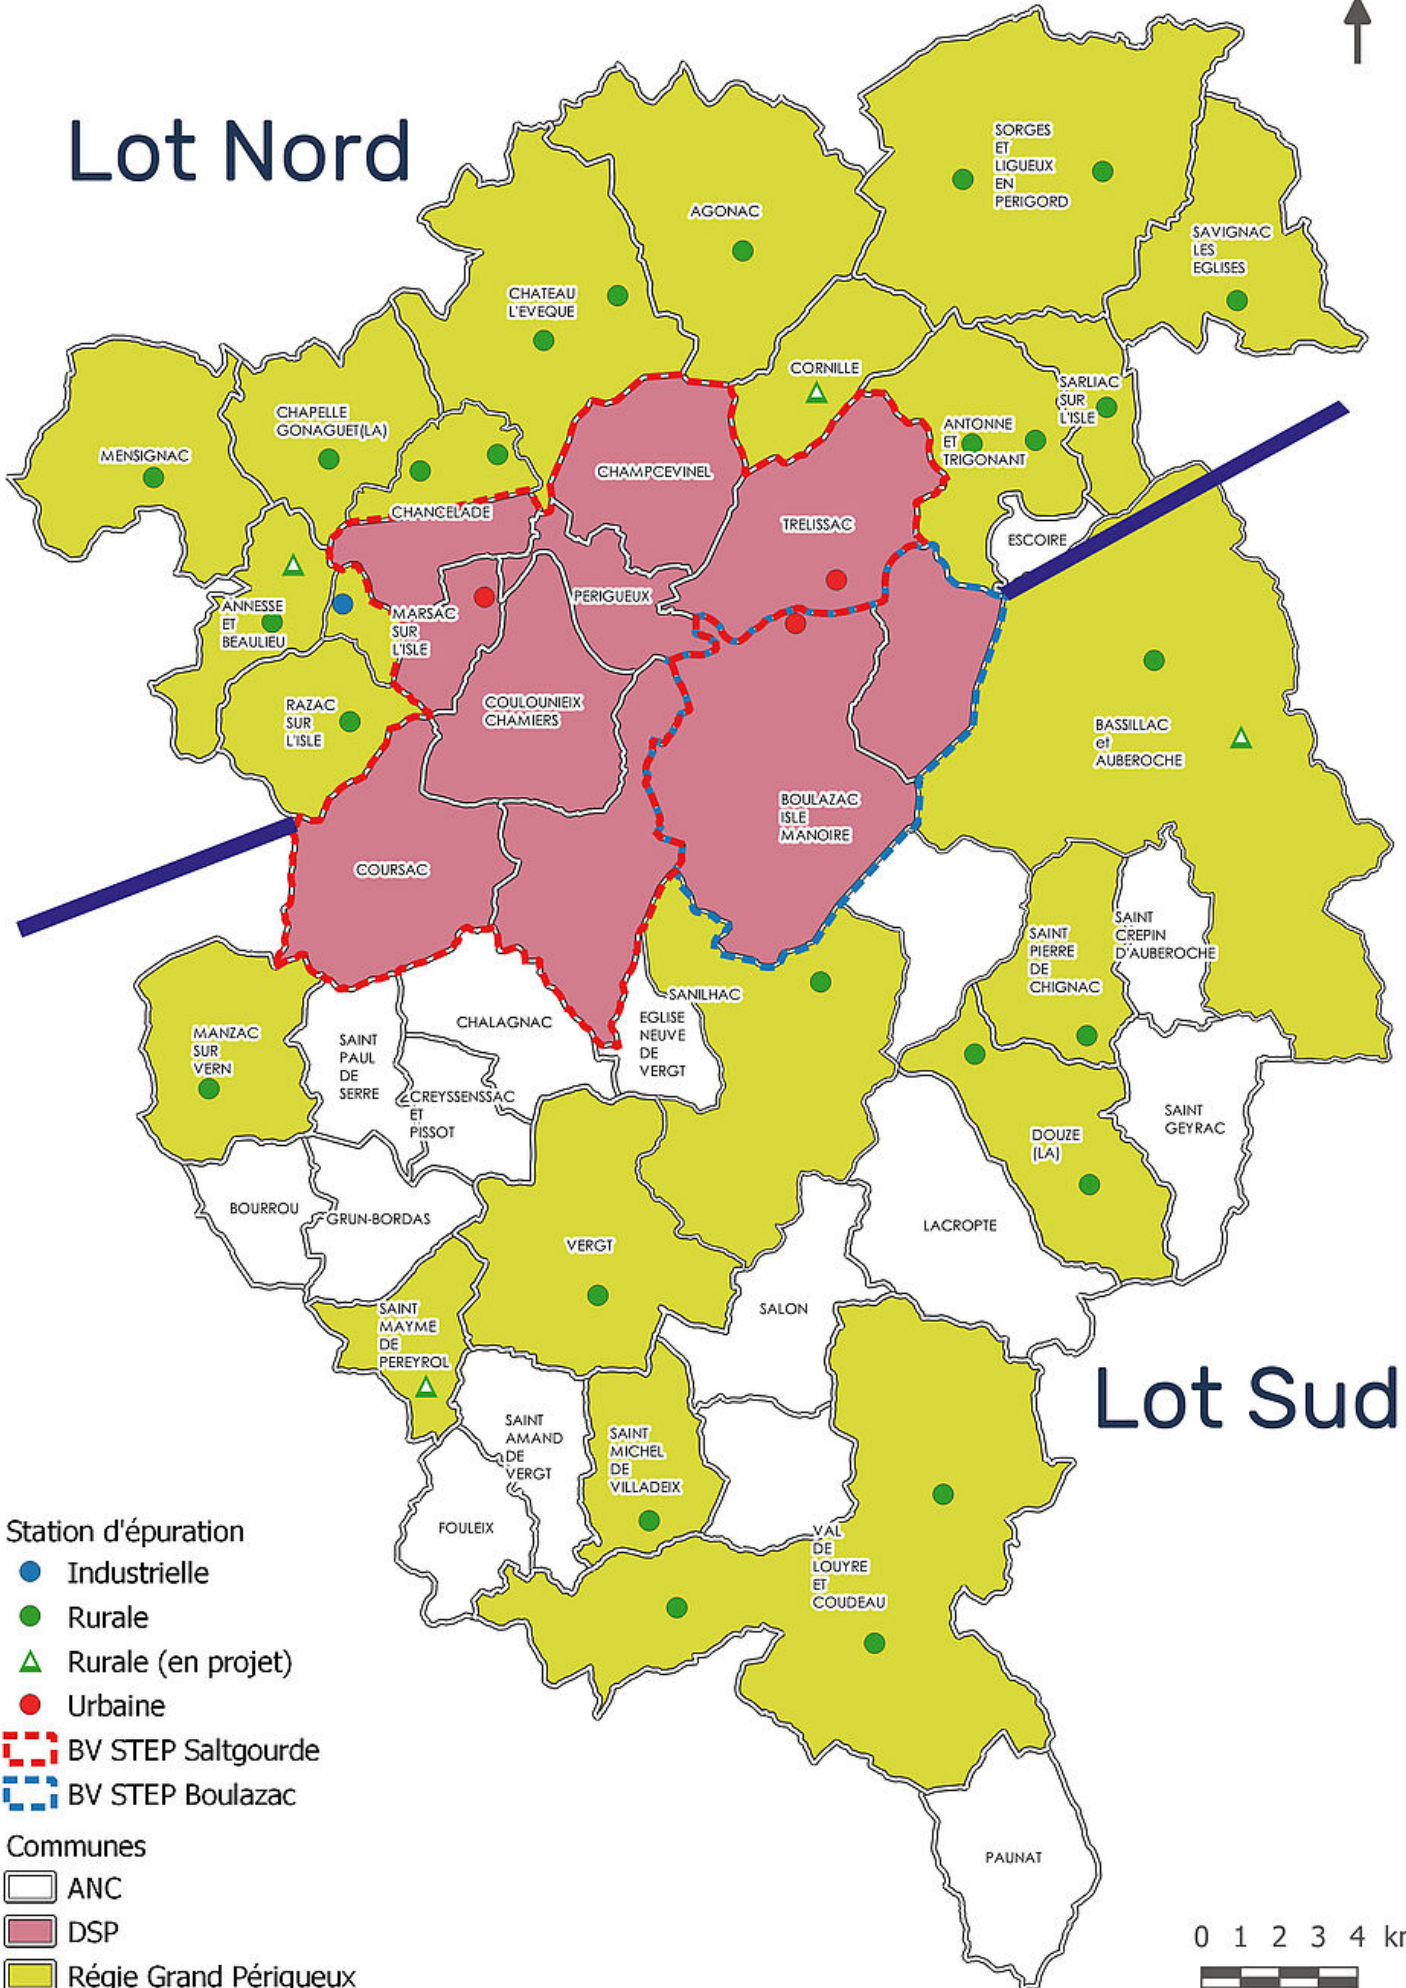 Lot Nord
SORGES
ET
LIGUEUX
EN
PERIGORD
AGONAC
SAVIGNAC
LES
EGLISES
CHATEAU
L'EVEQUE
CORNILLE
SARLIAC
SUR
L'ISLE
CHAPELLE
GONAGUET(LA)
ANTONNE
ET
TRIGONANT
MENSIGNAC
CHAMPCEVINEL
CHANCELADE
TRELISSAC
ESCOIRE
PERIGUEUX
ANNESSE
ET
BEAULIEU
MARSAC
SUR
L'ISLE
RAZAC
SUR
L'ISLE
COULOUNIEIX
CHAMIERS
BASSILLAC
et
AUBEROCHE
BOULAZAC
ISLE
MANOIRE
COURSAC
SAINT
PIERRE
DE
CHIGNAC
SAINT
CREPIN
D'AUBEROCHE
SANILHAC
MANZAC
SUR
VERN
SAINT
PAUL
DE
SERRE
CHALAGNAC
EGLISE
NEUVE
DE
VERGT
CREYSSENSSAC
ET
PISSOT
DOUZE
(LA)
SAINT
GEYRAC
BOURROU
GRUN-BORDAS
LACROPTE
VERGT
SALON
SAINT
MAYME
DE
PEREYROL
Lot Sud
SAINT
AMAND
DE
VERGT
SAINT
MICHEL
DE
VILLADEIX
FOULEIX
VAL
DE
LOUYRE
ET
COUDEAU
PAUNAT
Station d'épuration
Industrielle
Rurale
Rurale (en projet)
Urbaine
BV STEP Saltgourde
BV STEP Boulazac
Communes
ANC
DSP
Régie Grand Périgueux
0 1 2 3 4 km